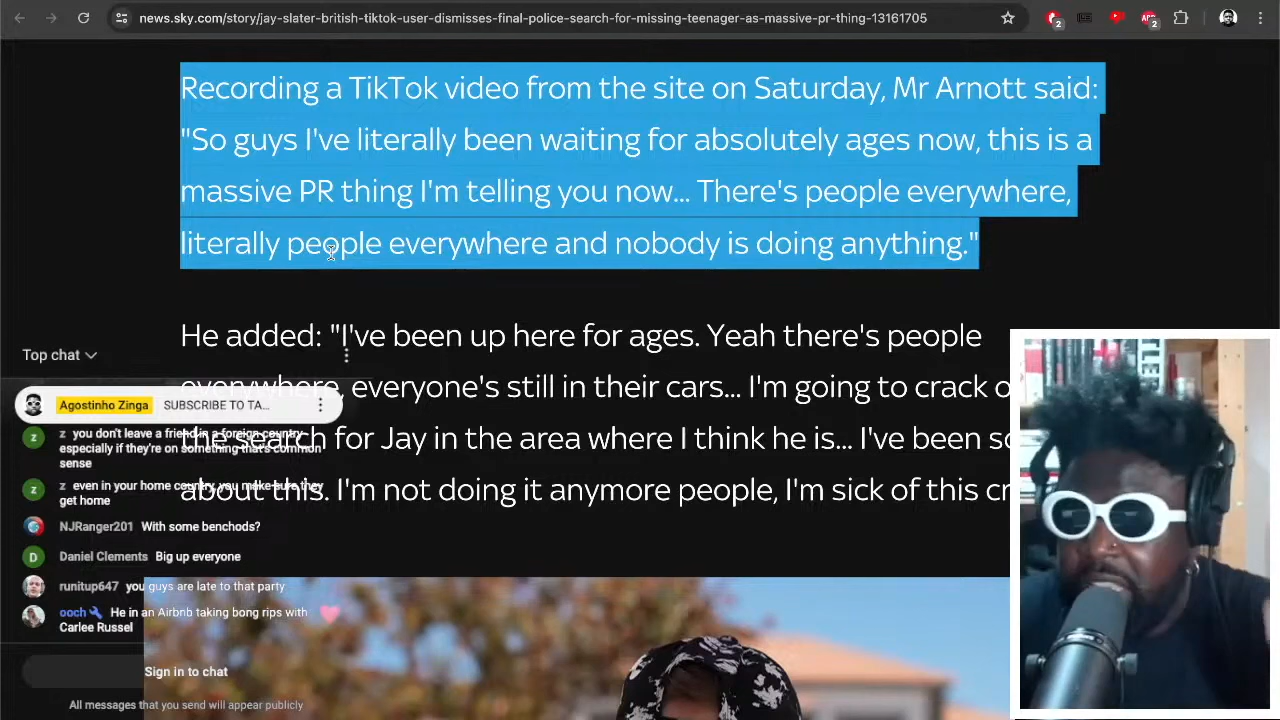 news.sky.com/story/jay-slater-british-tiktok-user-dismisses-final-police-search-for-missing-teenager-as-massive-pr-thing-13161705
2
ABP
2
Recording a TikTok video from the site on Saturday, Mr Arnott said:
"So guys I've literally been waiting for absolutely ages now, this is a
massive PR thing I'm telling you now... There's people everywhere,
literally people everywhere and nobody is doing anything."
He added: "I've been up here for ages. Yeah there's people
everywhere, everyone's still in their cars... I'm going to crack o
the search for Jay in the area where I think he is... I've been so
about this. I'm not doing it anymore people, I'm sick of this cr
Top chat
Agostinho Zinga SUBSCRIBE TO TA...
z z you don't leave a friend in a foreign country
especially if they're on something that's common
sense
z z even in your home country you make sure they
get home
NJRanger201 With some benchods?
D Daniel Clements Big up everyone
runitup647 you guys are late to that party
ooch He in an Airbnb taking bong rips with
Carlee Russel
Sign in to chat
All messages that you send will appear publicly